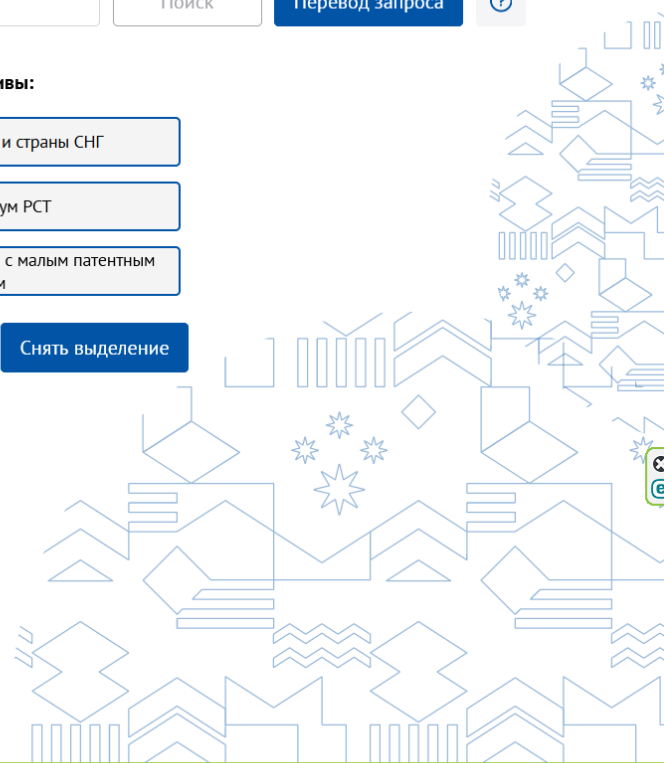 Поиск
Перевод запроса
?
ивы:
и страны СНГ
ум PCT
с малым патентным
м
Снять выделение